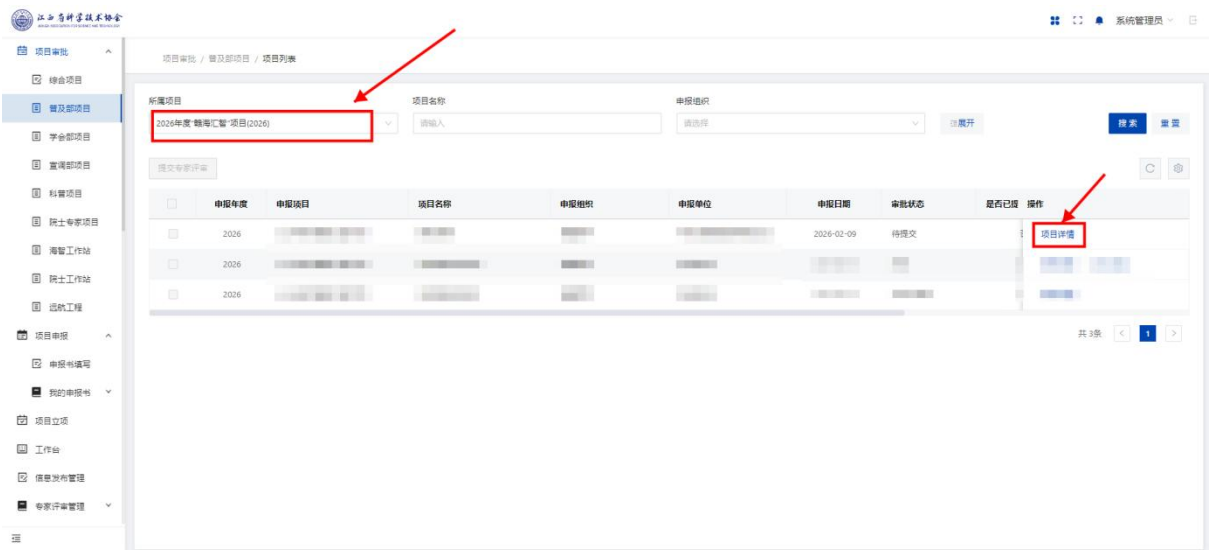 江西省科学技术协会
系统管理员
项目审批
综合项目
普及部项目
学会部项目
宣调部项目
科普项目
院士专家项目
海智工作站
院士工作站
远航工程
项目申报
申报书填写
我的申报书
项目立项
工作台
信息发布管理
专家评审管理
项目审批 / 普及部项目 / 项目列表
所属项目 项目名称 申报组织
2026年度"赣海汇智"项目(2026) 请输入 请选择 展开 搜索 重置
提交专家评审
申报年度 申报项目 项目名称 申报组织 申报单位 申报日期 审批状态 是否已提 操作
2026 2026-02-09 待提交 项目详情
2026
2026
共 3条 < 1 >